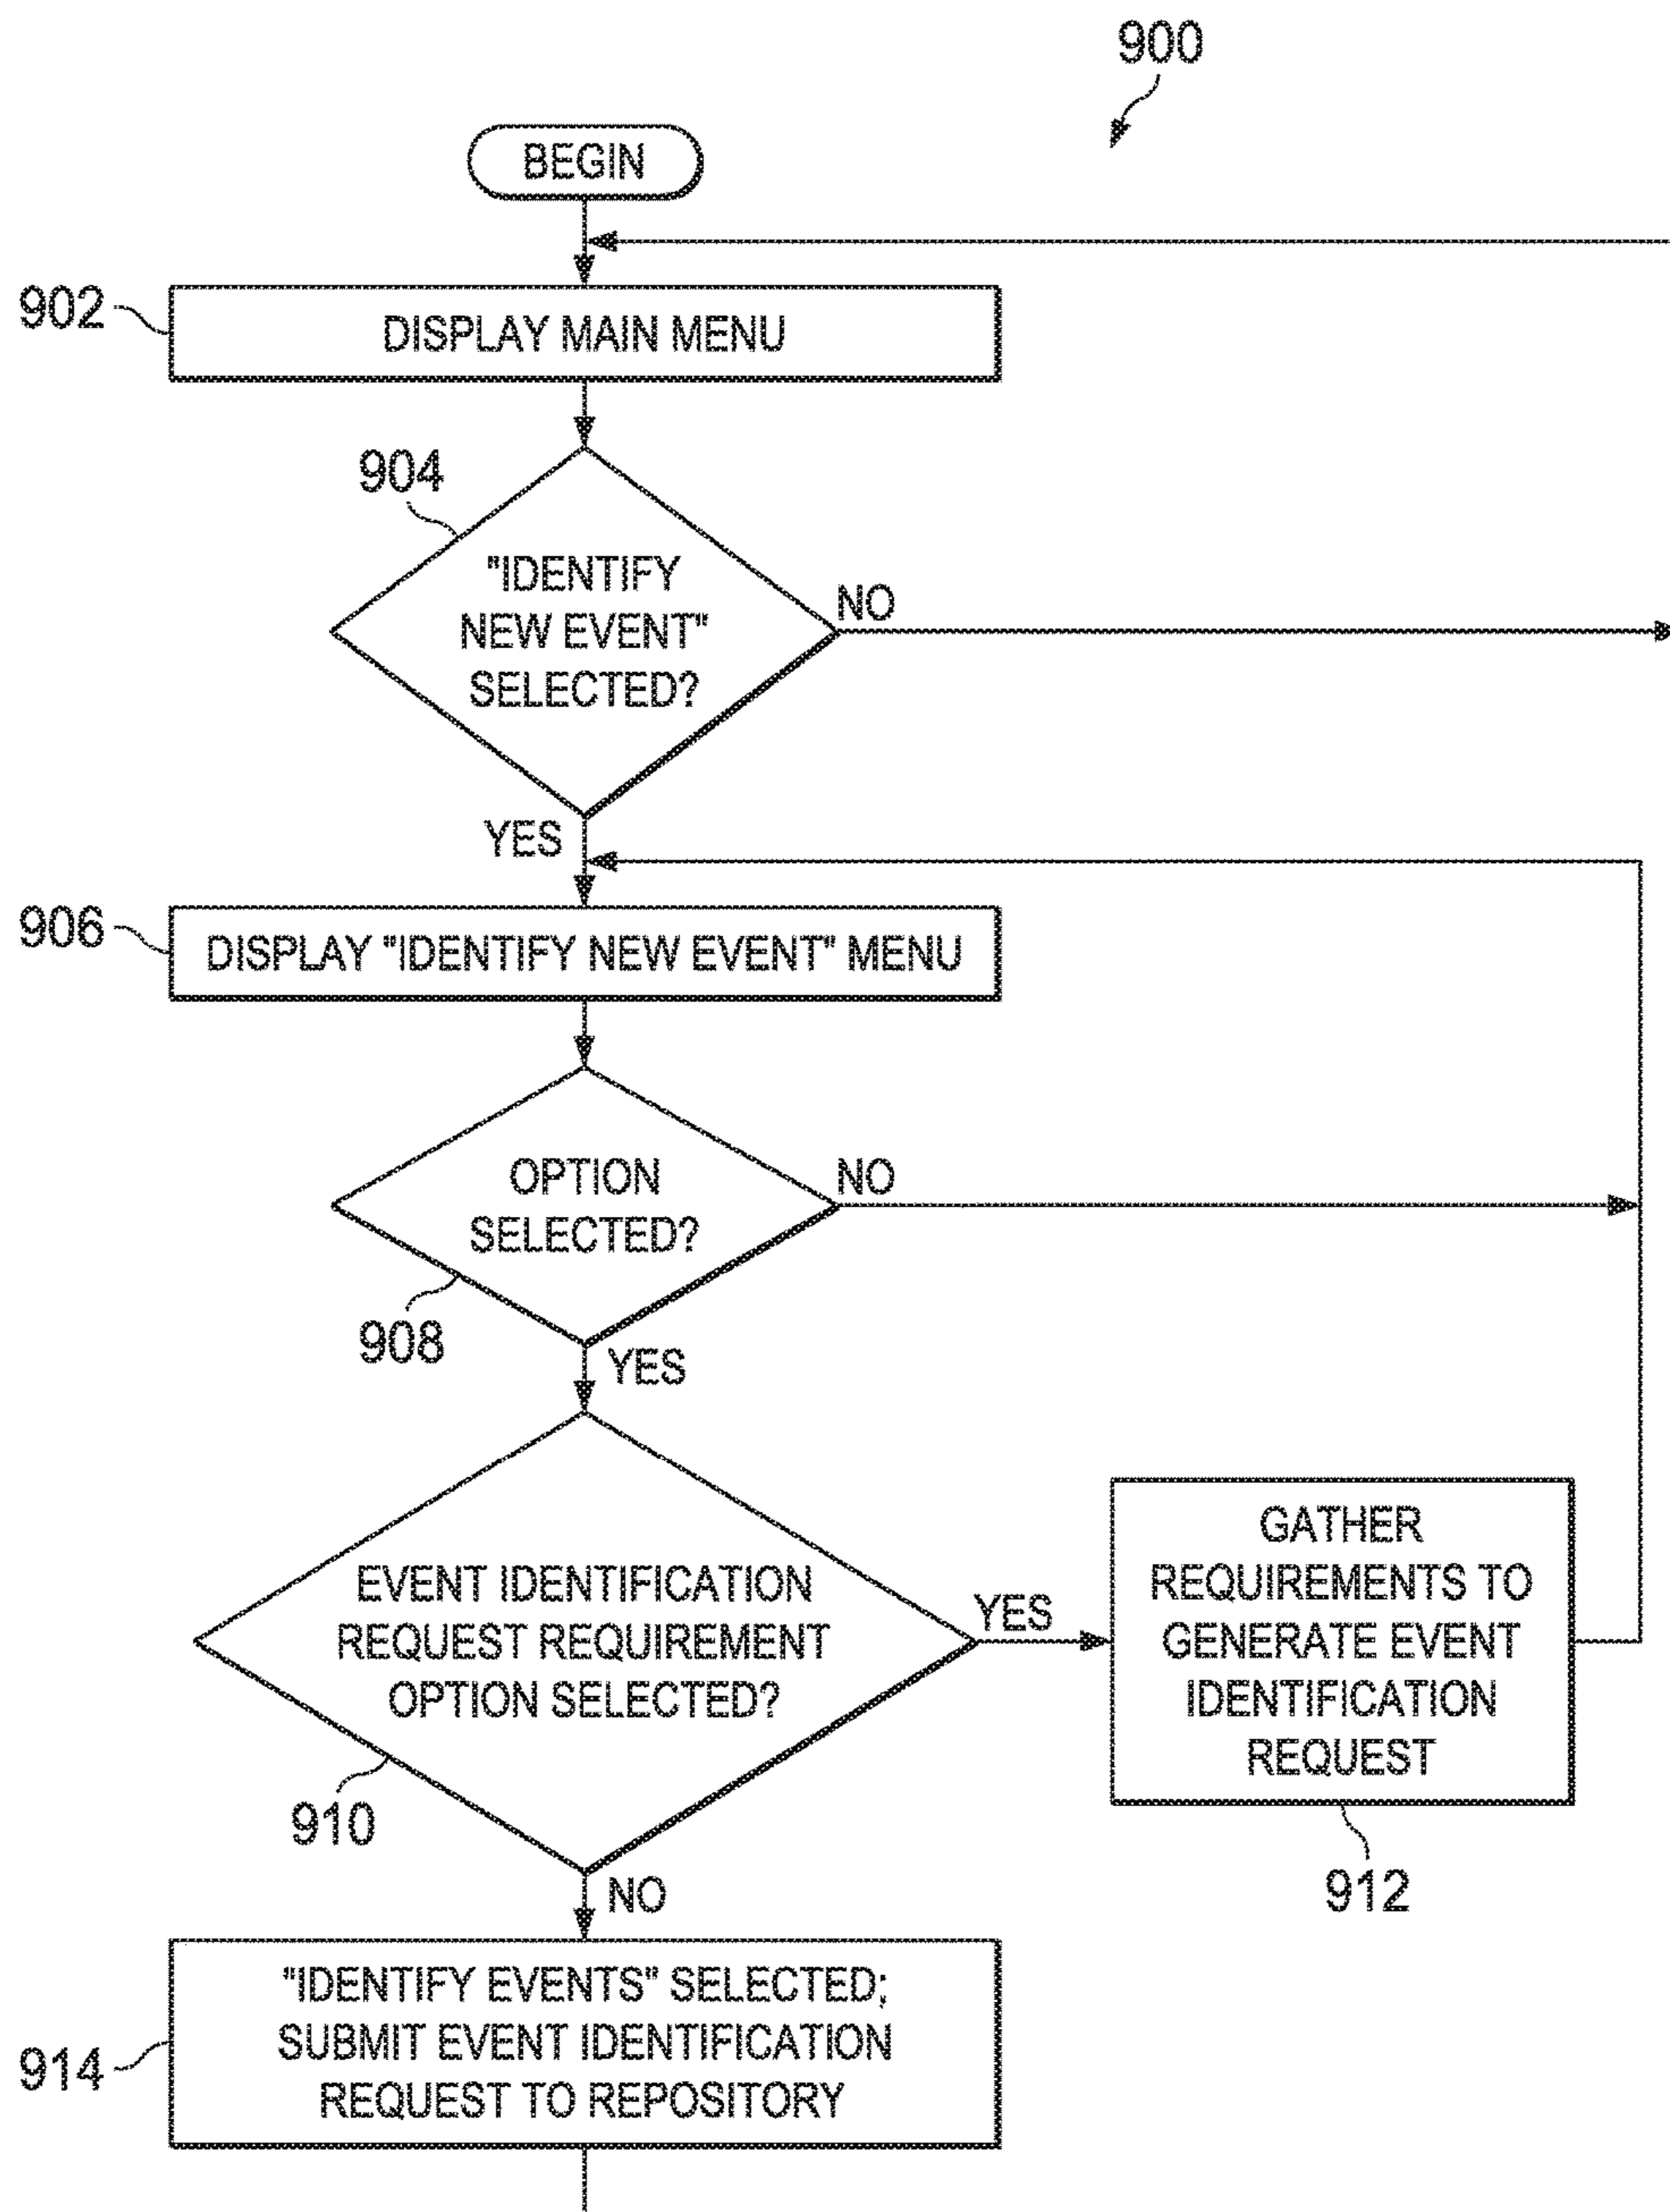 900
BEGIN
902
DISPLAY MAIN MENU
904
"IDENTIFY
NEW EVENT"
SELECTED?
NO
YES
906
DISPLAY "IDENTIFY NEW EVENT" MENU
OPTION
SELECTED?
NO
908
YES
EVENT IDENTIFICATION
REQUEST REQUIREMENT
OPTION SELECTED?
YES
910
GATHER
REQUIREMENTS TO
GENERATE EVENT
IDENTIFICATION
REQUEST
912
NO
914
"IDENTIFY EVENTS" SELECTED;
SUBMIT EVENT IDENTIFICATION
REQUEST TO REPOSITORY